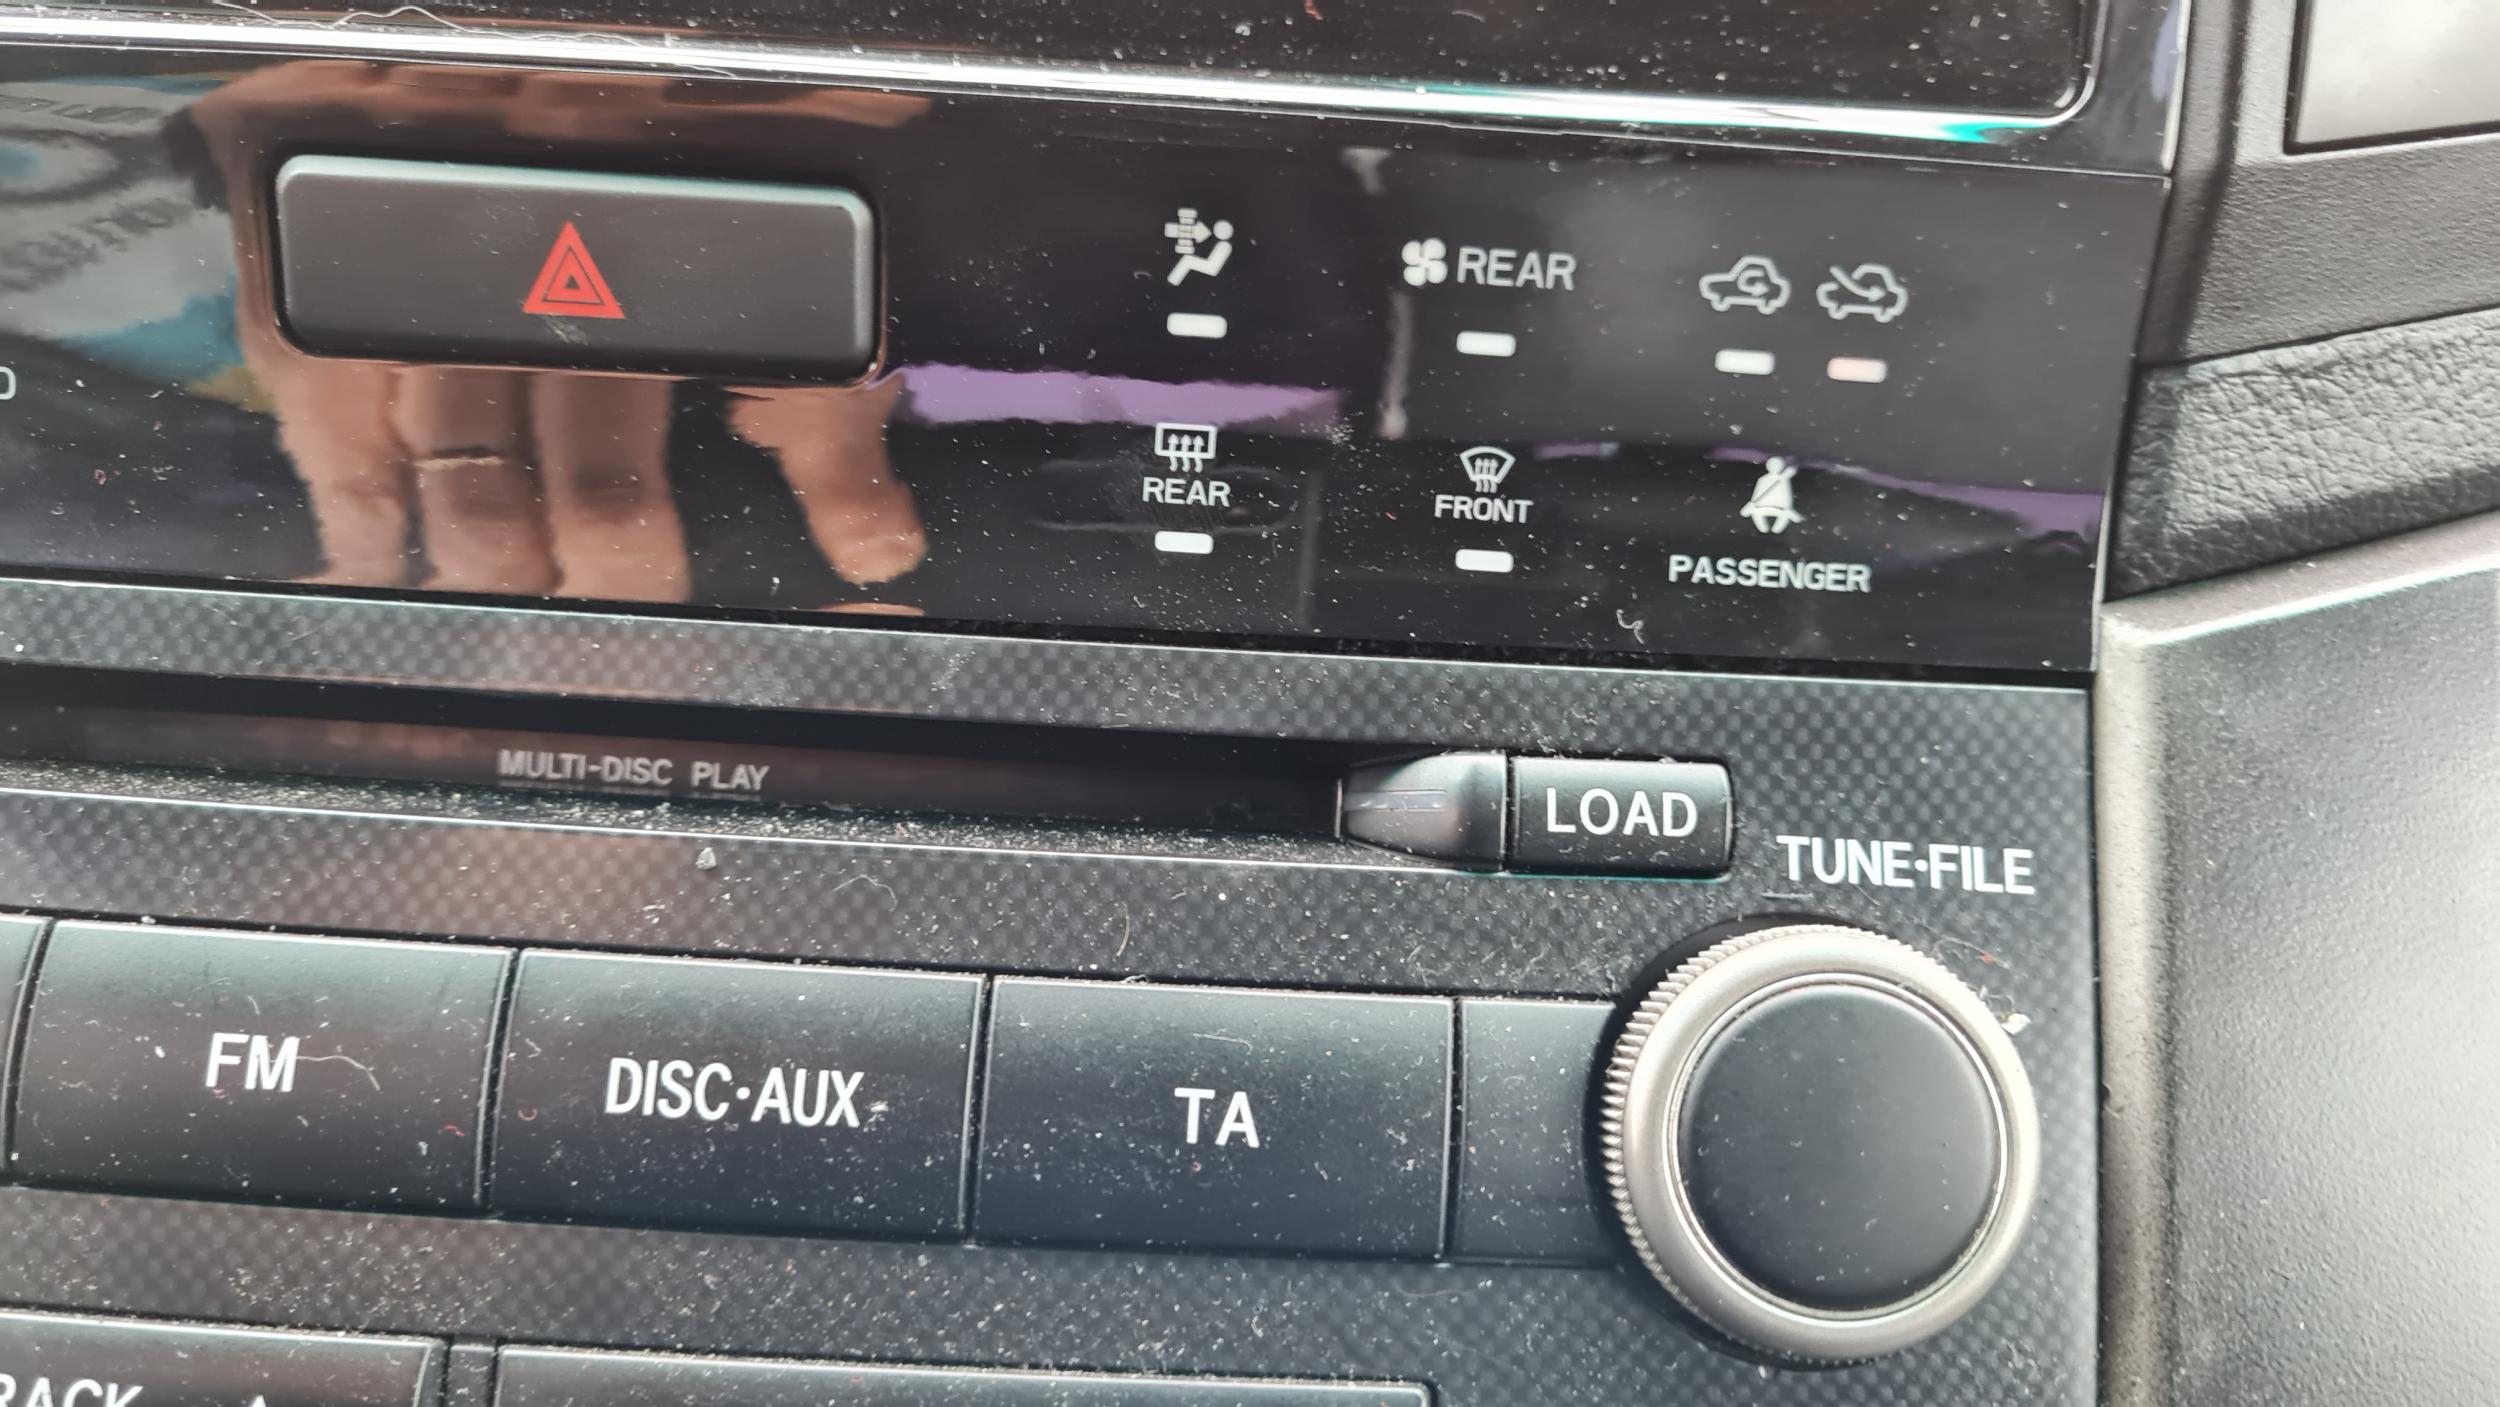 REAR
REAR
FRONT
PASSENGER
MULTI-DISC PLAY
LOAD
TUNE·FILE
FM
DISC·AUX
TA